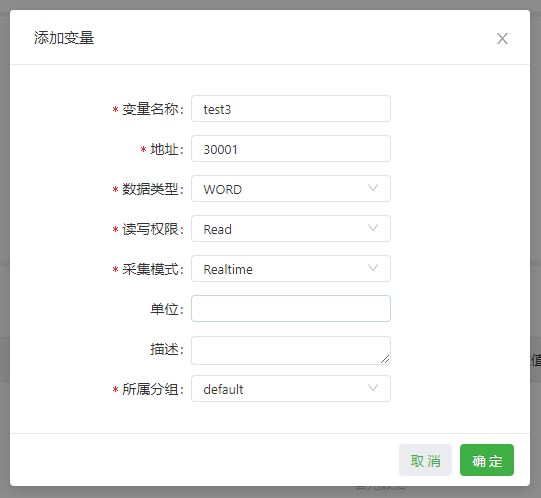 添加变量
* 变量名称: test3
* 地址: 30001
* 数据类型: WORD
* 读写权限: Read
* 采集模式: Realtime
单位:
描述:
* 所属分组: default
取 消 确 定